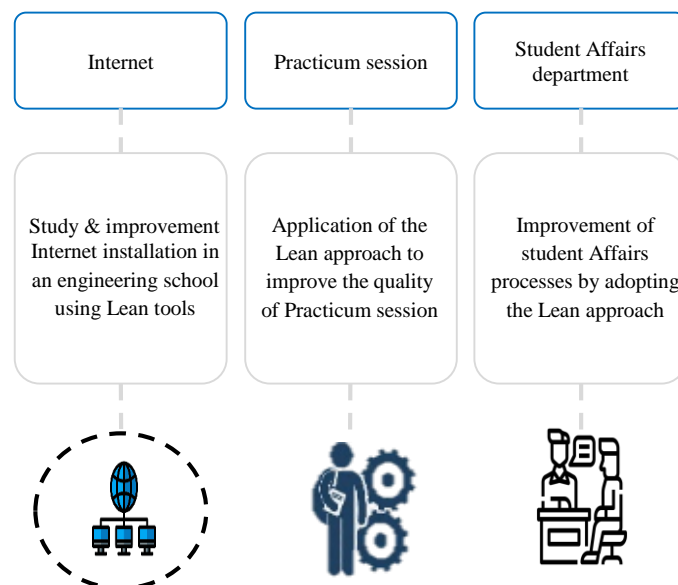 Internet
Practicum session
Student Affairs
department
Study & improvement
Internet installation in
an engineering school
using Lean tools
Application of the
Lean approach to
improve the quality
of Practicum session
Improvement of
student Affairs
processes by adopting
the Lean approach